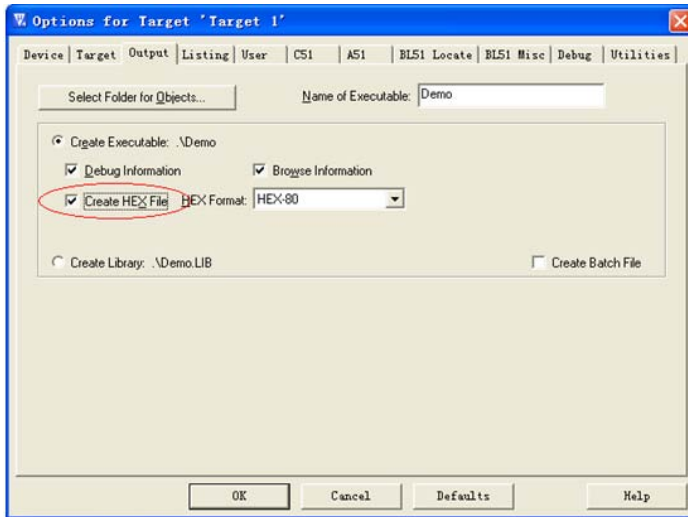 Options for Target 'Target 1'
Device Target Output Listing User C51 A51 BL51 Locate BL51 Misc Debug Utilities
Select Folder for Objects... Name of Executable: Demo
Create Executable: .\Demo
Debug Information Browse Information
Create HEX File HEX Format: HEX-80
Create Library: .\Demo.LIB Create Batch File
OK Cancel Defaults Help